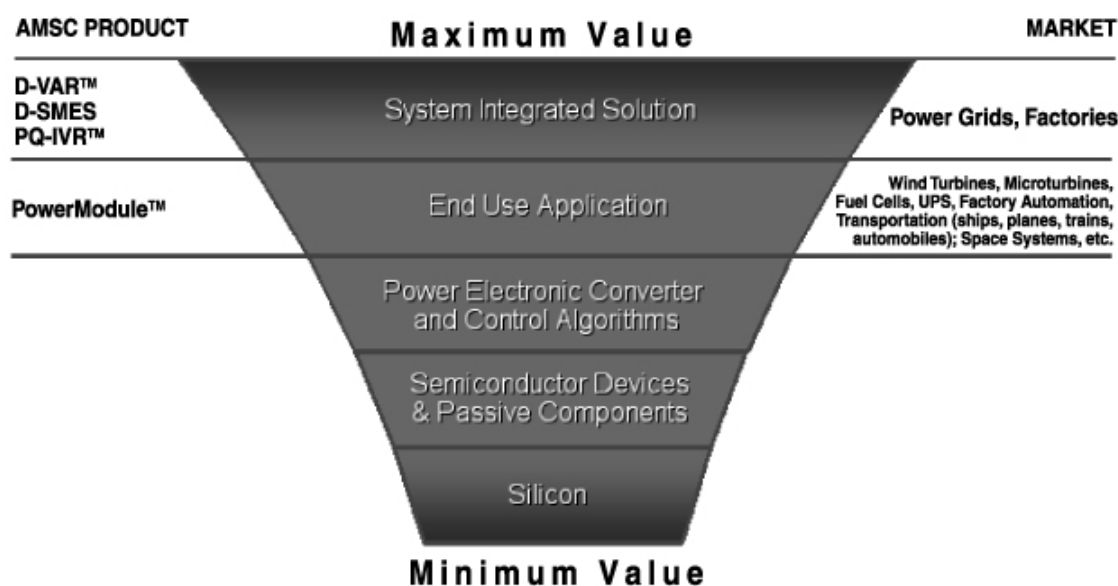 AMSC PRODUCT
Maximum Value
MARKET
D-VAR™
D-SMES
PQ-IVR™
System Integrated Solution
Power Grids, Factories
PowerModule™
End Use Application
Wind Turbines, Microturbines,
Fuel Cells, UPS, Factory Automation,
Transportation (ships, planes, trains,
automobiles); Space Systems, etc.
Power Electronic Converter
and Control Algorithms
Semiconductor Devices
& Passive Components
Silicon
Minimum Value